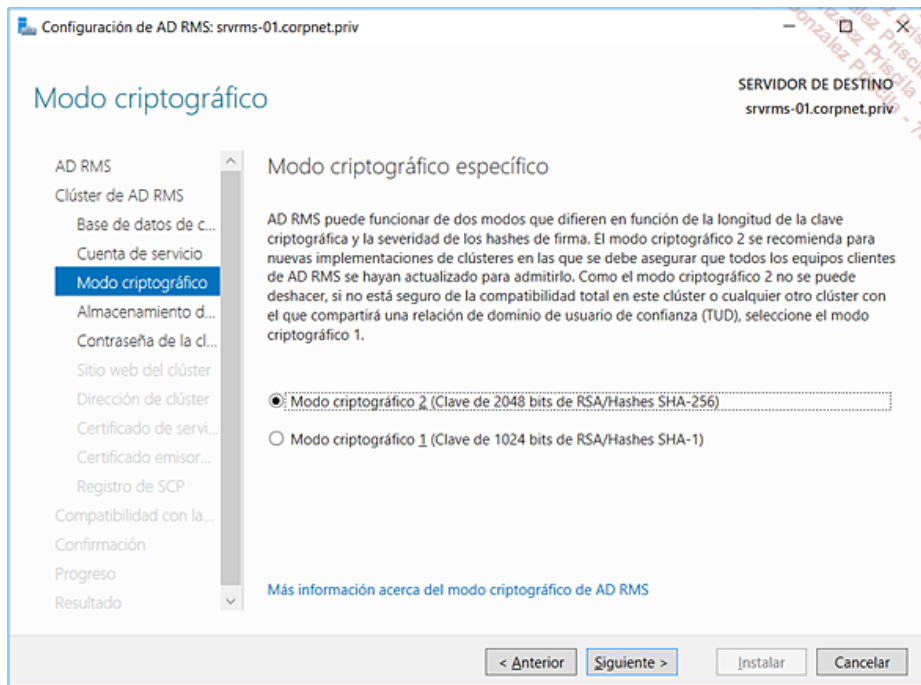 Configuración de AD RMS: srvrms-01.corpnet.priv
Modo criptográfico
SERVIDOR DE DESTINO
srvrms-01.corpnet.priv
AD RMS
Clúster de AD RMS
Base de datos de c...
Cuenta de servicio
Modo criptográfico
Almacenamiento d...
Contraseña de la cl...
Sitio web del clúster
Dirección de clúster
Certificado de servi...
Certificado emisor...
Registro de SCP
Compatibilidad con la...
Confirmación
Progreso
Resultado
Modo criptográfico específico
AD RMS puede funcionar de dos modos que difieren en función de la longitud de la clave
criptográfica y la severidad de los hashes de firma. El modo criptográfico 2 se recomienda para
nuevas implementaciones de clústeres en las que se debe asegurar que todos los equipos clientes
de AD RMS se hayan actualizado para admitirlo. Como el modo criptográfico 2 no se puede
deshacer, si no está seguro de la compatibilidad total en este clúster o cualquier otro clúster con
el que compartirá una relación de dominio de usuario de confianza (TUD), seleccione el modo
criptográfico 1.
Modo criptográfico 2 (Clave de 2048 bits de RSA/Hashes SHA-256)
Modo criptográfico 1 (Clave de 1024 bits de RSA/Hashes SHA-1)
Más información acerca del modo criptográfico de AD RMS
< Anterior
Siguiente >
Instalar
Cancelar